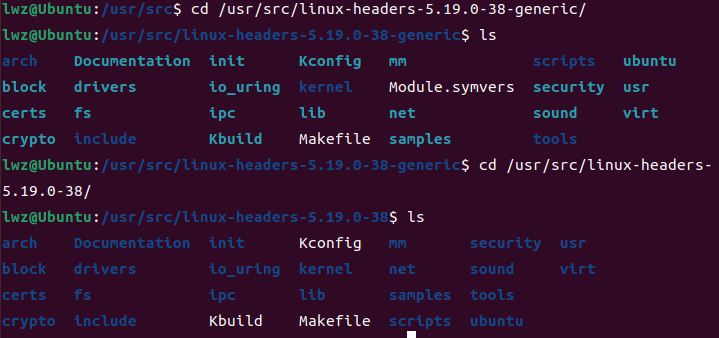 lwz@Ubuntu:/usr/src$ cd /usr/src/linux-headers-5.19.0-38-generic/
lwz@Ubuntu:/usr/src/linux-headers-5.19.0-38-generic$ ls
arch Documentation init Kconfig mm scripts ubuntu
block drivers io_uring kernel Module.symvers security usr
certs fs ipc lib net sound virt
crypto include Kbuild Makefile samples tools
lwz@Ubuntu:/usr/src/linux-headers-5.19.0-38-generic$ cd /usr/src/linux-headers-
5.19.0-38/
lwz@Ubuntu:/usr/src/linux-headers-5.19.0-38$ ls
arch Documentation init Kconfig mm security usr
block drivers io_uring kernel net sound virt
certs fs ipc lib samples tools
crypto include Kbuild Makefile scripts ubuntu